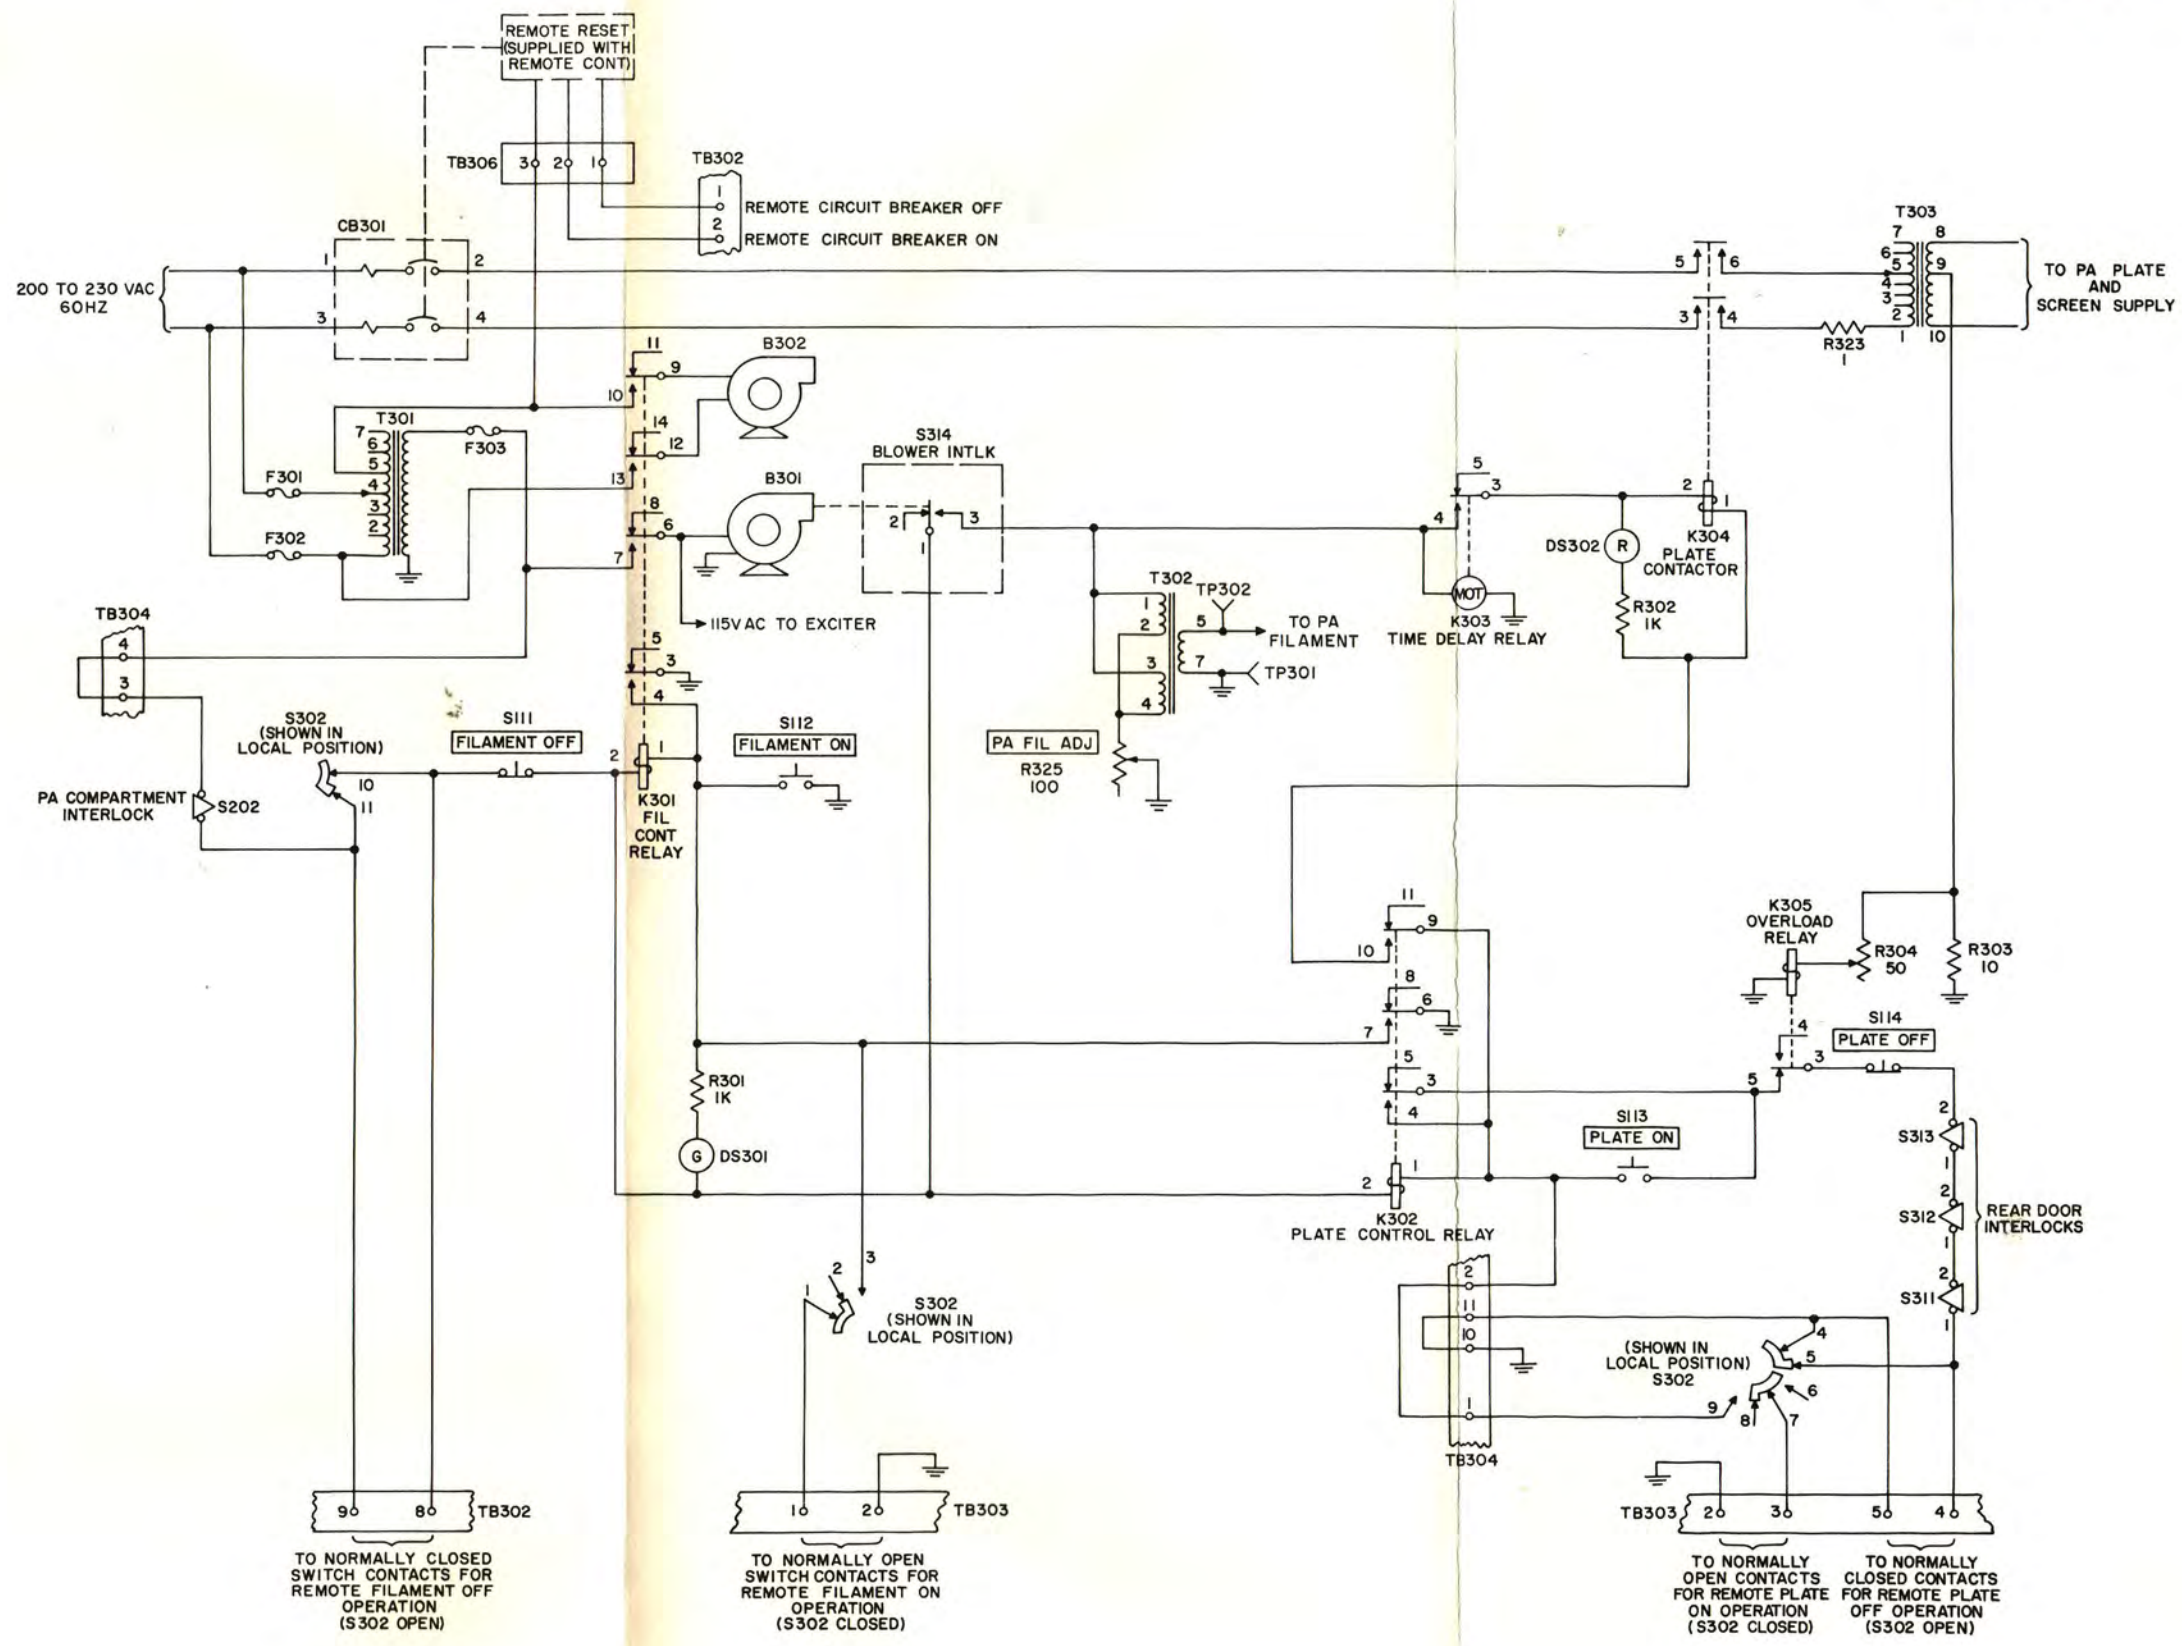 REMOTE RESET
(SUPPLIED WITH
REMOTE CONT)
TB306
3
2
1
TB302
1
REMOTE CIRCUIT BREAKER OFF
2
REMOTE CIRCUIT BREAKER ON
CB301
1
2
3
4
200 TO 230 VAC
60HZ
5
6
3
4
T303
7
6
5
4
3
2
1
8
9
10
TO PA PLATE
AND
SCREEN SUPPLY
R323
1
11
9
10
B302
14
12
13
T301
7
6
5
4
3
2
F303
F301
F302
8
6
7
B301
S314
BLOWER INTLK
2
3
1
115VAC TO EXCITER
5
3
4
5
3
4
K303
TIME DELAY RELAY
MOT
2
1
K304
PLATE
CONTACTOR
DS302
R
R302
1K
T302
1
2
3
4
5
7
TP302
TO PA
FILAMENT
TP301
TB304
4
3
S302
(SHOWN IN
LOCAL POSITION)
10
11
S111
FILAMENT OFF
S112
FILAMENT ON
PA FIL ADJ
R325
100
PA COMPARTMENT
INTERLOCK
S202
2
1
K301
FIL
CONT
RELAY
11
9
10
8
6
7
5
3
4
2
1
K302
PLATE CONTROL RELAY
K305
OVERLOAD
RELAY
R304
50
R303
10
4
3
5
S114
PLATE OFF
S113
PLATE ON
R301
1K
G
DS301
2
S313
1
2
S312
1
2
S311
1
REAR DOOR
INTERLOCKS
1
2
3
S302
(SHOWN IN
LOCAL POSITION)
2
11
10
1
TB304
(SHOWN IN
LOCAL POSITION)
S302
4
5
6
7
8
9
9
8
TB302
TO NORMALLY CLOSED
SWITCH CONTACTS FOR
REMOTE FILAMENT OFF
OPERATION
(S302 OPEN)
1
2
TB303
TO NORMALLY OPEN
SWITCH CONTACTS FOR
REMOTE FILAMENT ON
OPERATION
(S302 CLOSED)
TB303
2
3
5
4
TO NORMALLY
OPEN CONTACTS
FOR REMOTE PLATE
ON OPERATION
(S302 CLOSED)
TO NORMALLY
CLOSED CONTACTS
FOR REMOTE PLATE
OFF OPERATION
(S302 OPEN)